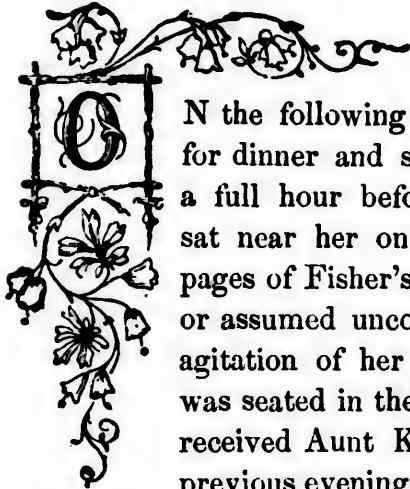 ON the following
for dinner and s
a full hour befo
sat near her on
pages of Fisher's
or assumed unco
agitation of her
was seated in the
received Aunt K
previous evening